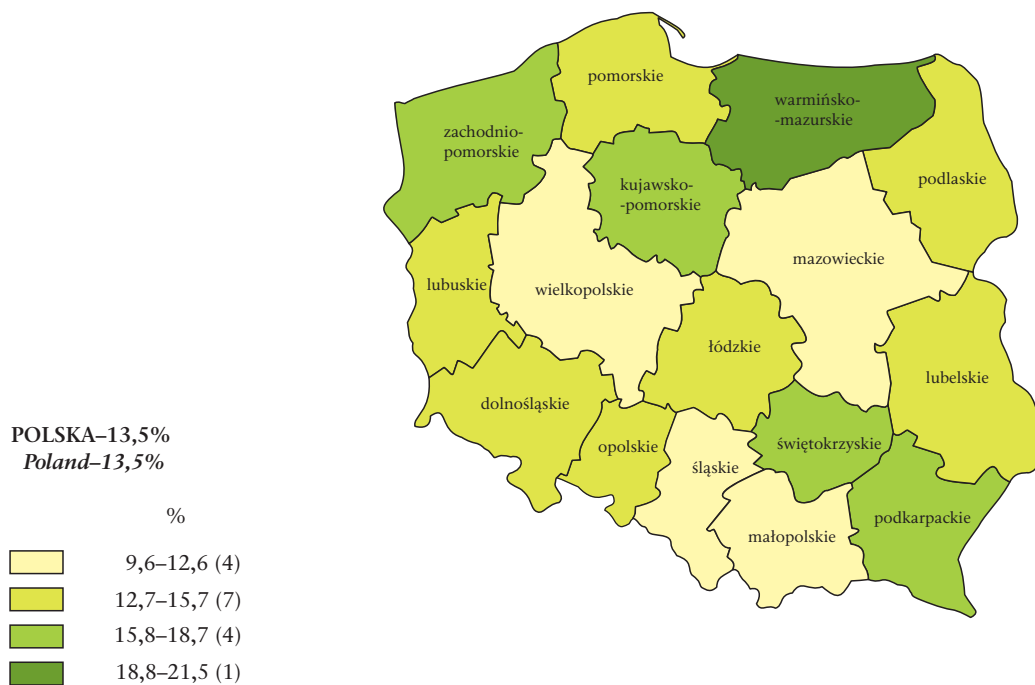 pomorskie
warmińsko-
-mazurskie
zachodnio-
pomorskie
kujawsko-
-pomorskie
podlaskie
mazowieckie
lubuskie
wielkopolskie
łódzkie
lubelskie
dolnośląskie
opolskie
śląskie
świętokrzyskie
podkarpackie
małopolskie
POLSKA–13,5%
Poland–13,5%
%
9,6–12,6 (4)
12,7–15,7 (7)
15,8–18,7 (4)
18,8–21,5 (1)